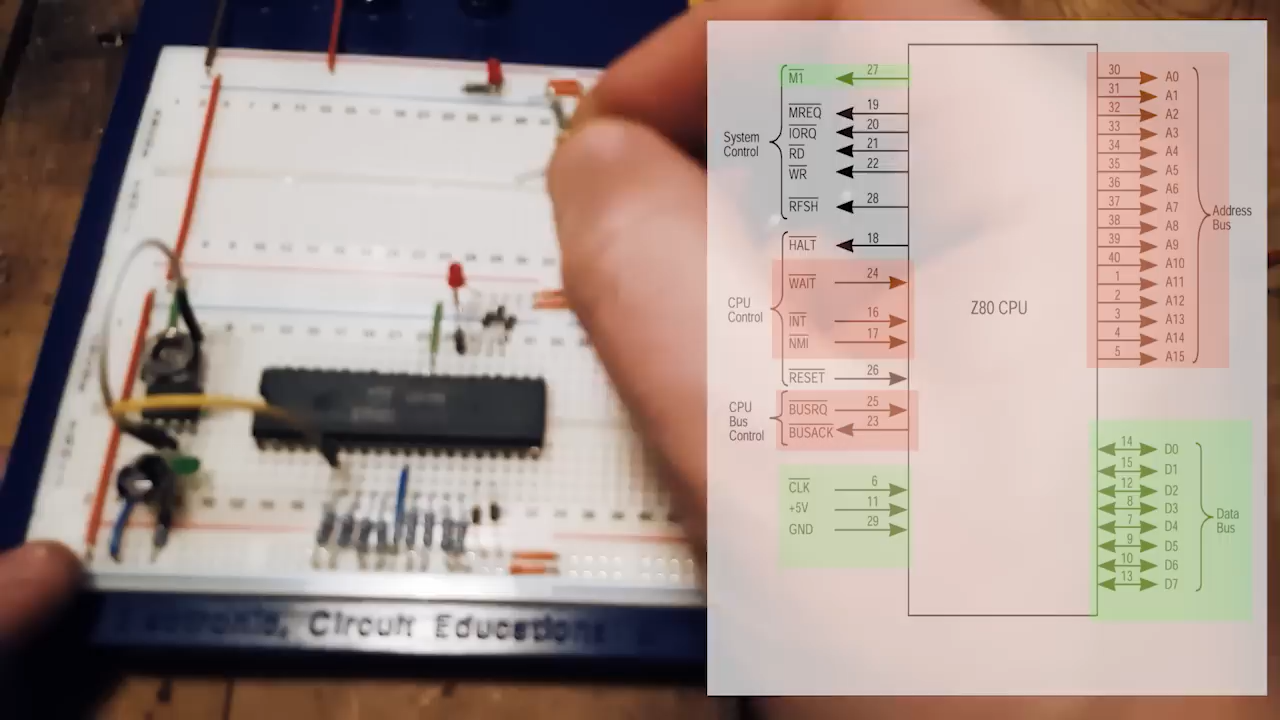 Z80 CPU
System
Control
M1
27
MREQ
19
IORQ
20
RD
21
WR
22
RFSH
28
CPU
Control
HALT
18
WAIT
24
INT
16
NMI
17
RESET
26
CPU
Bus
Control
BUSRQ
25
BUSACK
23
CLK
6
+5V
11
GND
29
30
A0
31
A1
32
A2
33
A3
34
A4
35
A5
36
A6
37
A7
38
A8
39
A9
40
A10
1
A11
2
A12
3
A13
4
A14
5
A15
Address
Bus
14
D0
15
D1
12
D2
8
D3
7
D4
9
D5
10
D6
13
D7
Data
Bus
Circuit